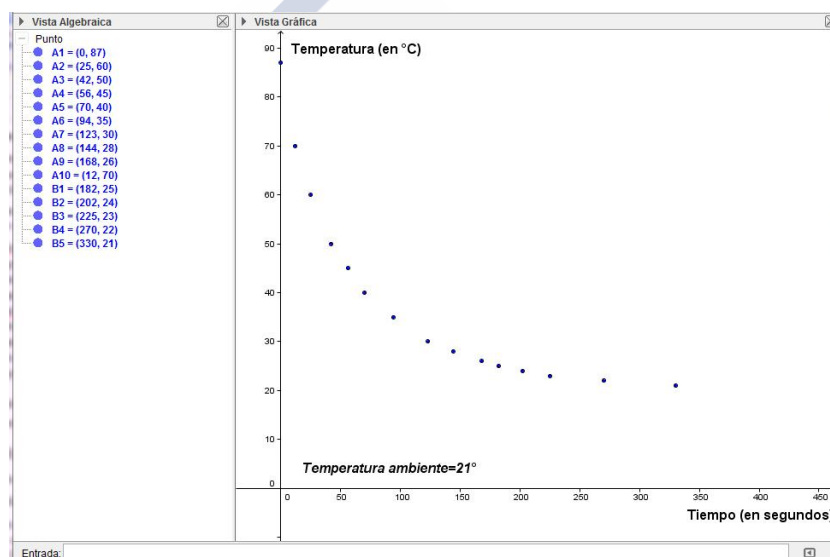 Vista Algebraica
Punto
A1 = (0, 87)
A2 = (25, 60)
A3 = (42, 50)
A4 = (56, 45)
A5 = (70, 40)
A6 = (94, 35)
A7 = (123, 30)
A8 = (144, 28)
A9 = (168, 26)
A10 = (12, 70)
B1 = (182, 25)
B2 = (202, 24)
B3 = (225, 23)
B4 = (270, 22)
B5 = (330, 21)
Vista Gráfica
Temperatura (en °C)
90
80
70
60
50
40
30
20
10
0
0 50 100 150 200 250 300 350 400 450
Temperatura ambiente=21°
Tiempo (en segundos)
Entrada: